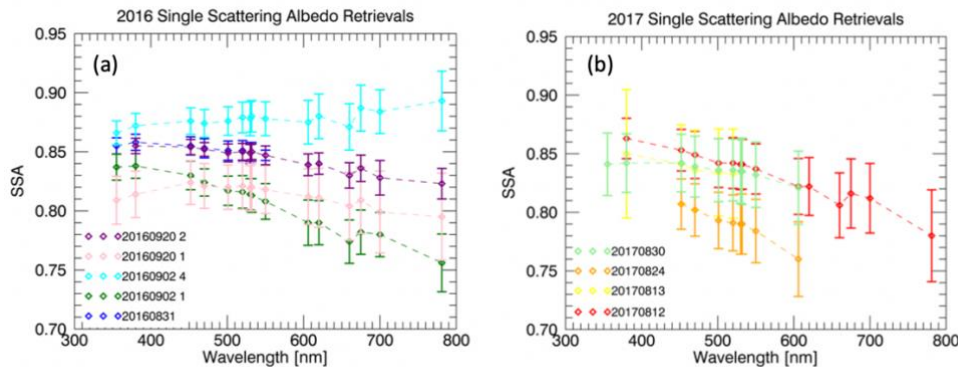 2016 Single Scattering Albedo Retrievals
0.95
(a)
0.90
0.85
SSA
0.80
20160920 2
20160920 1
0.75
20160902 4
20160902 1
20160831
0.70
300 400 500 600 700 800
Wavelength [nm]
2017 Single Scattering Albedo Retrievals
0.95
(b)
0.90
0.85
SSA
0.80
20170830
0.75
20170824
20170813
20170812
0.70
300 400 500 600 700 800
Wavelength [nm]